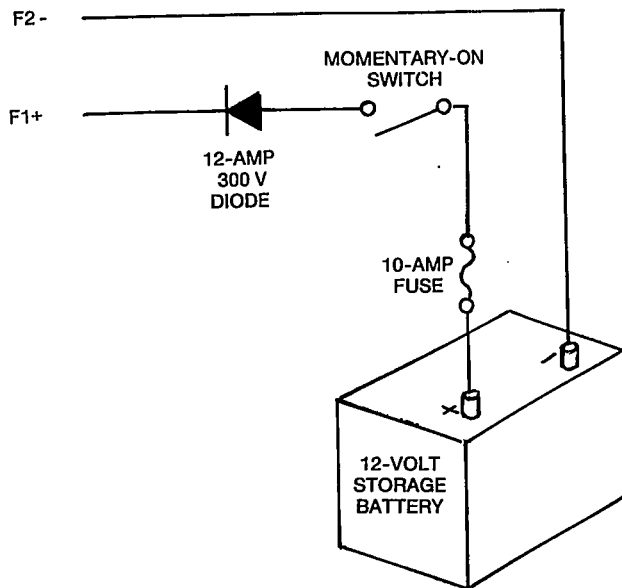 F2 -
MOMENTARY-ON
SWITCH
F1+
12-AMP
300 V
DIODE
10-AMP
FUSE
-
+
12-VOLT
STORAGE
BATTERY